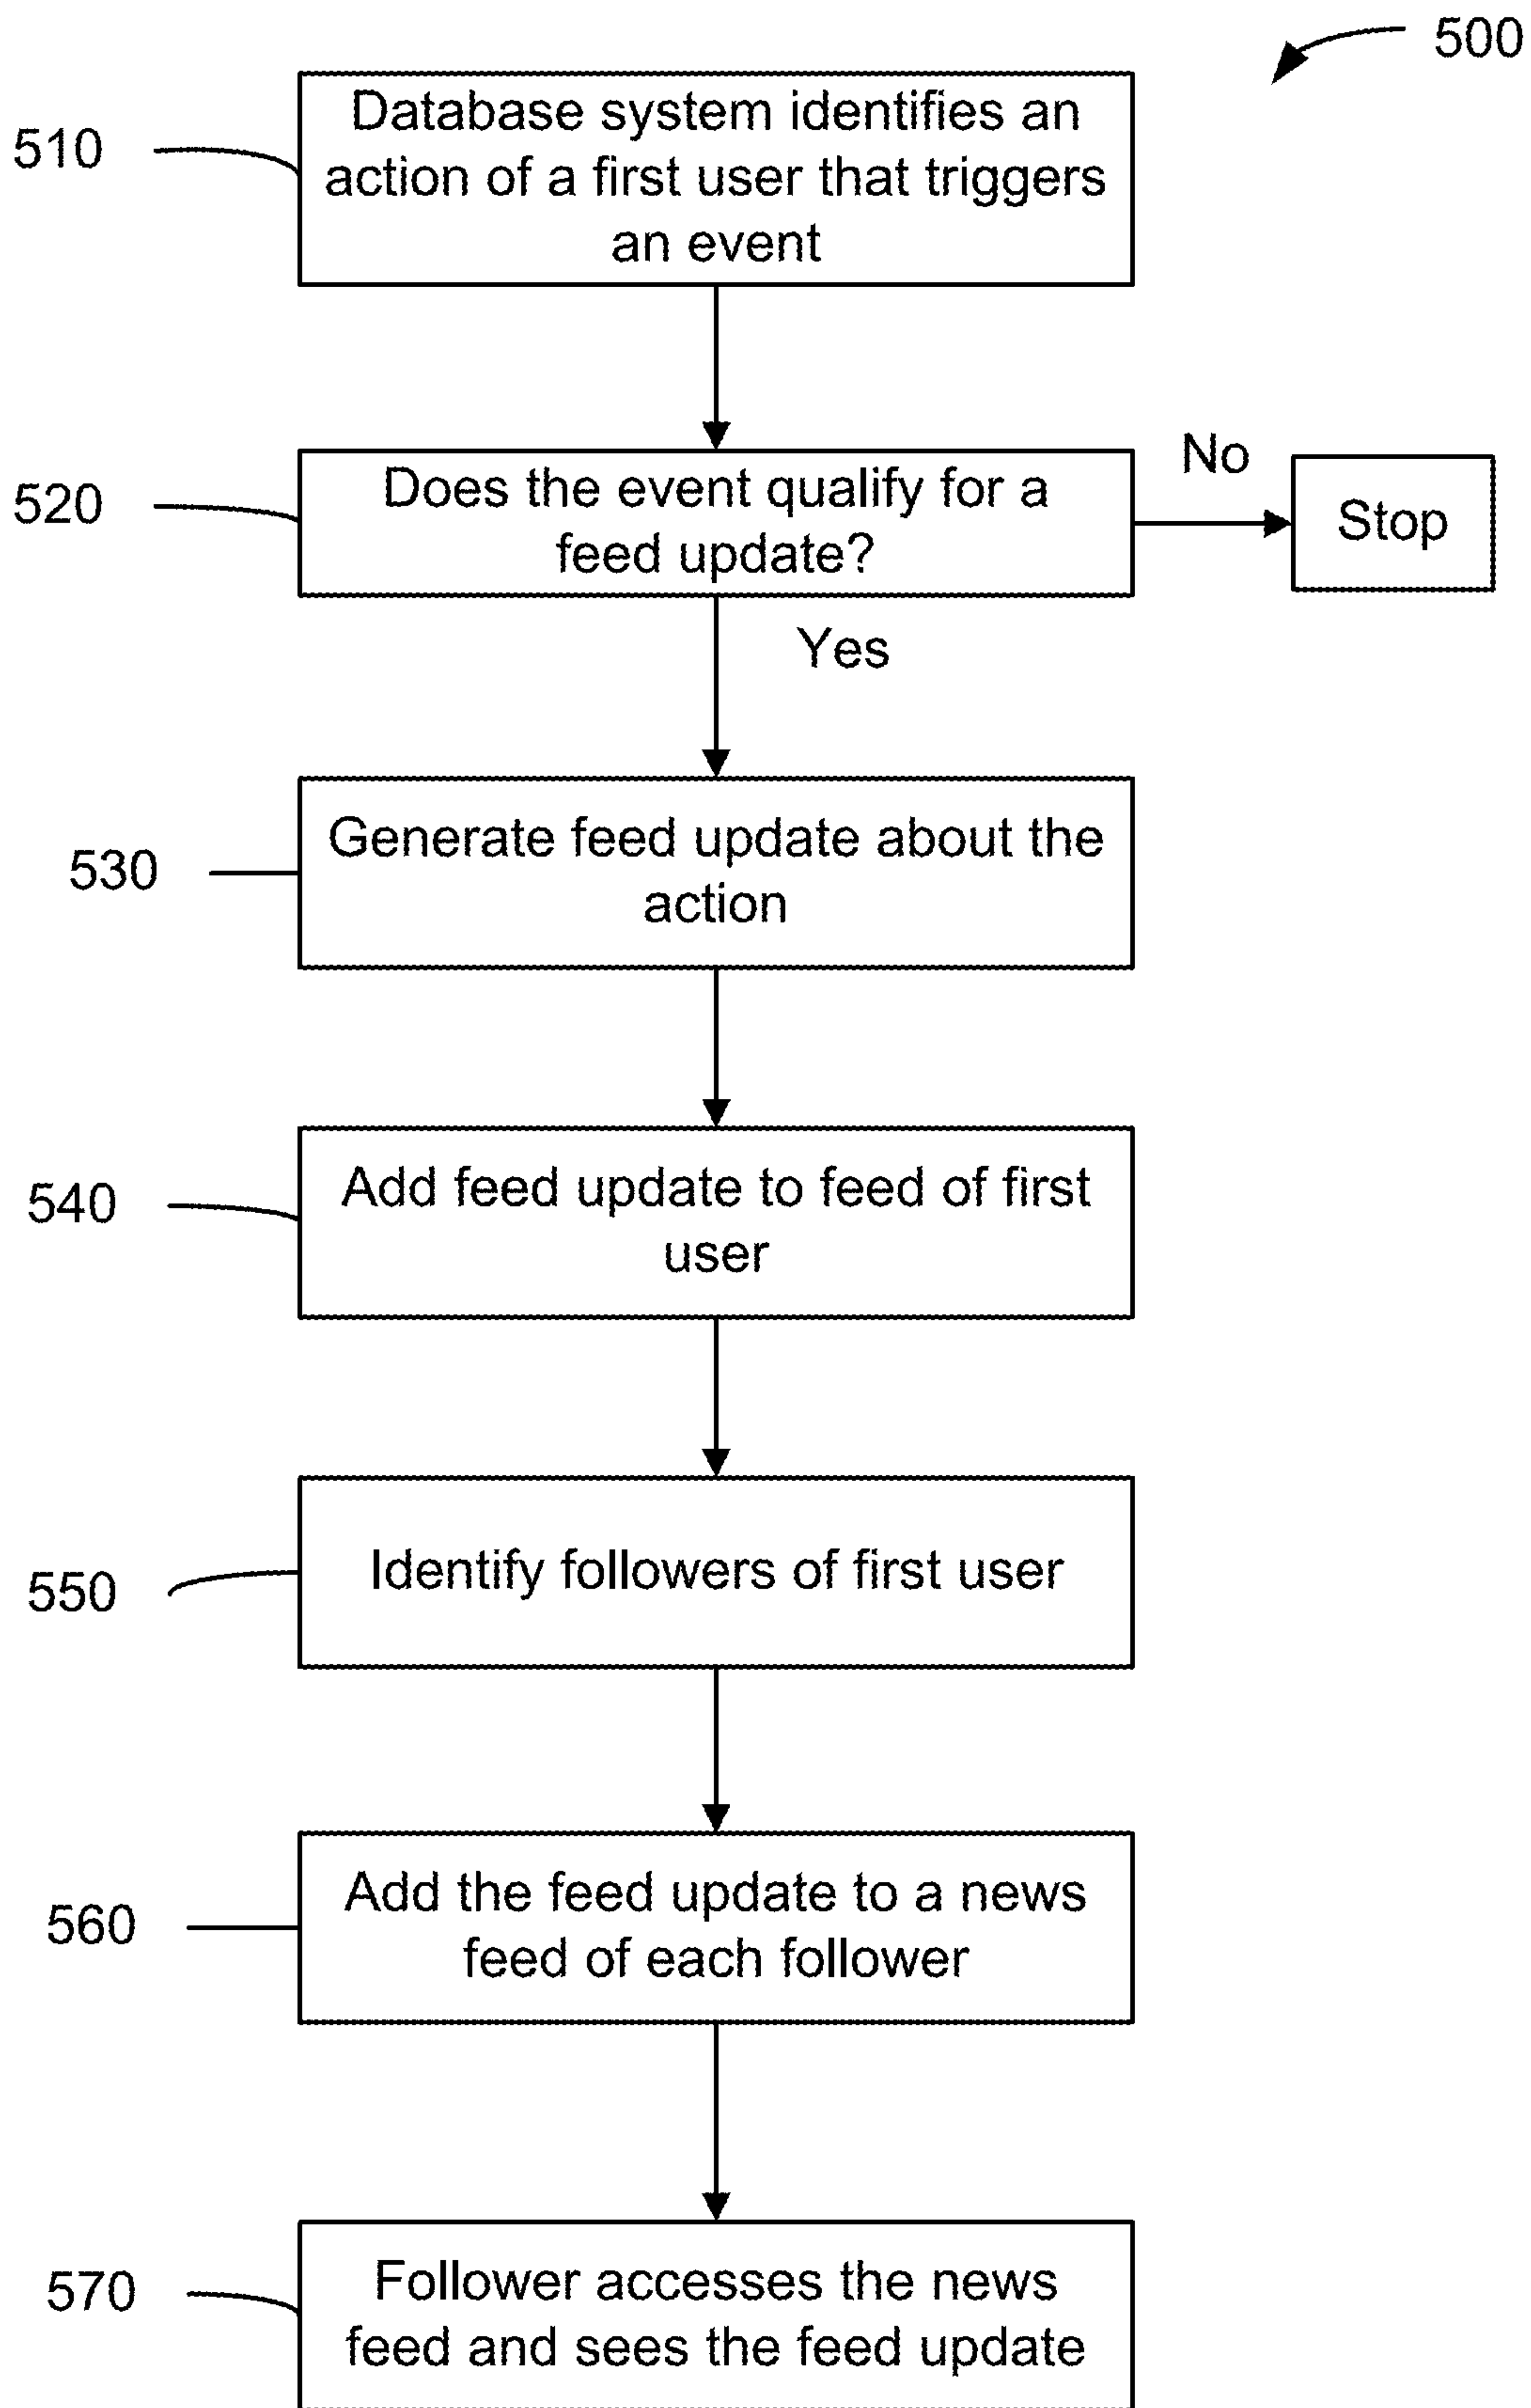 500
510
Database system identifies an
action of a first user that triggers
an event
520
Does the event qualify for a
feed update?
No
Stop
Yes
530
Generate feed update about the
action
540
Add feed update to feed of first
user
550
Identify followers of first user
560
Add the feed update to a news
feed of each follower
570
Follower accesses the news
feed and sees the feed update